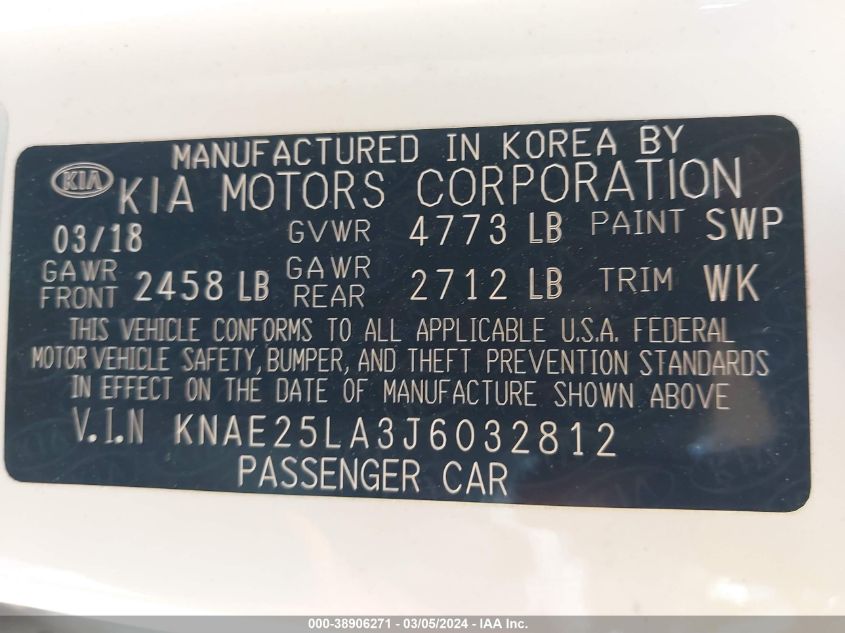 MANUFACTURED IN KOREA BY
KIA KIA MOTORS CORPORATION
03/18 GVWR 4773 LB PAINT SWP
GAWR FRONT 2458 LB GAWR REAR 2712 LB TRIM WK
THIS VEHICLE CONFORMS TO ALL APPLICABLE U.S.A. FEDERAL
MOTOR VEHICLE SAFETY, BUMPER, AND THEFT PREVENTION STANDARDS
IN EFFECT ON THE DATE OF MANUFACTURE SHOWN ABOVE
V.I.N KNAE25LA3J6032812
PASSENGER CAR
000-38906271 - 03/05/2024 - IAAI Inc.